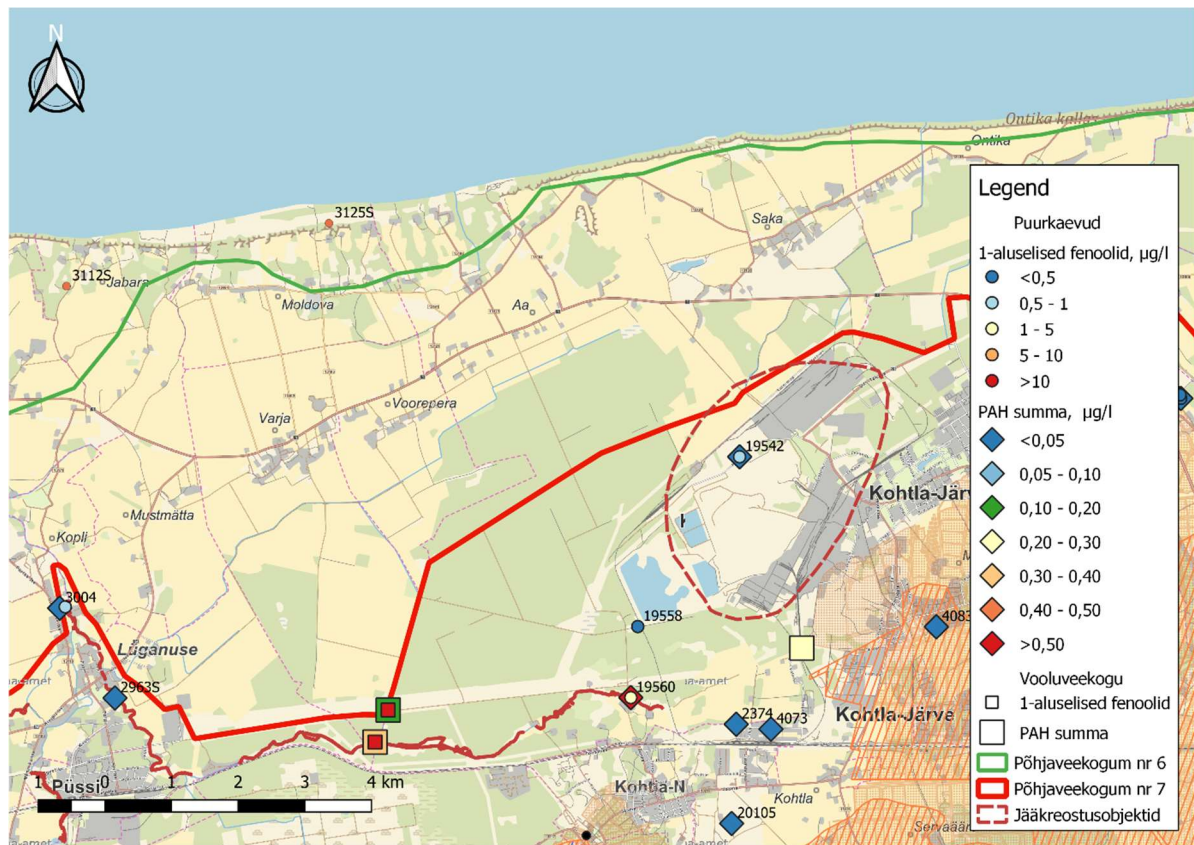 N
Ontika kallas
Ontika
3125S
Saka
3112S
Jabara
Moldova
Aa
Voorepera
Varja
19542
Mustmätta
Kohtla-Järv
Kopli
3004
19558
4083
Lüganuse
2963S
19560
2374
4073
Kohtla-Järve
Püssi
1 0 1 2 3 4 km
Kohtla-N
Kohtla
20105
Legend
Puurkaevud
1-aluselised fenoolid, µg/l
<0,5
0,5 - 1
1 - 5
5 - 10
>10
PAH summa, µg/l
<0,05
0,05 - 0,10
0,10 - 0,20
0,20 - 0,30
0,30 - 0,40
0,40 - 0,50
>0,50
Vooluveekogu
1-aluselised fenoolid
PAH summa
Põhjaveekogum nr 6
Põhjaveekogum nr 7
Jääkreostusobjektid